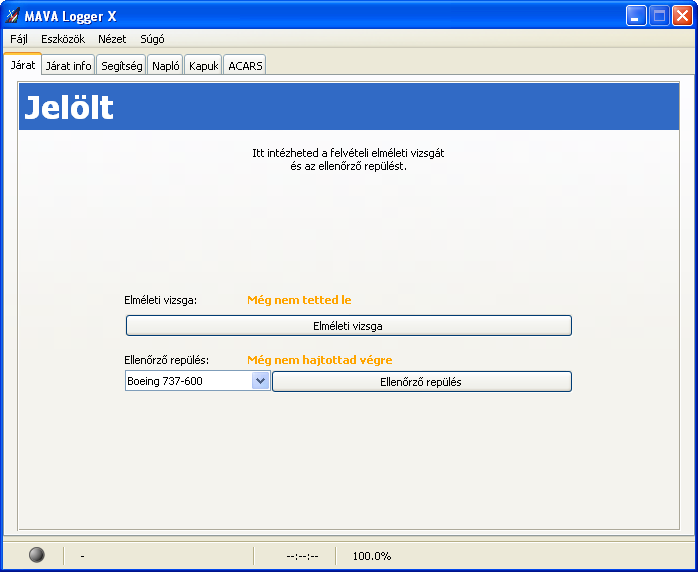 MAVA Logger X
Fájl Eszközök Nézet Súgó
Járat Járat info Segítség Napló Kapuk ACARS
Jelölt
Itt intézheted a felvételi elméleti vizsgát
és az ellenőrző repülést.
Elméleti vizsga: Még nem tetted le
Elméleti vizsga
Ellenőrző repülés: Még nem hajtottad végre
Boeing 737-600 Ellenőrző repülés
- --:--:-- 100.0%